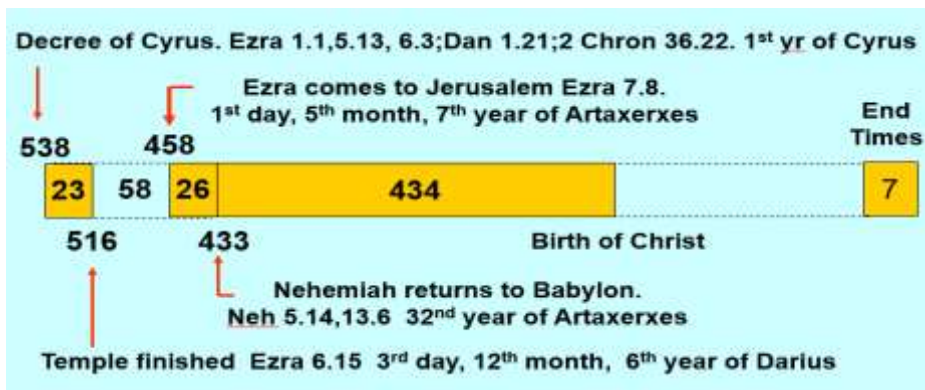 Decree of Cyrus. Ezra 1.1,5.13, 6.3;Dan 1.21;2 Chron 36.22. 1st yr of Cyrus
Ezra comes to Jerusalem Ezra 7.8.
1st day, 5th month, 7th year of Artaxerxes
End
Times
538
458
23
58
26
434
7
516
433
Birth of Christ
Nehemiah returns to Babylon.
Neh 5.14,13.6 32nd year of Artaxerxes
Temple finished Ezra 6.15 3rd day, 12th month, 6th year of Darius